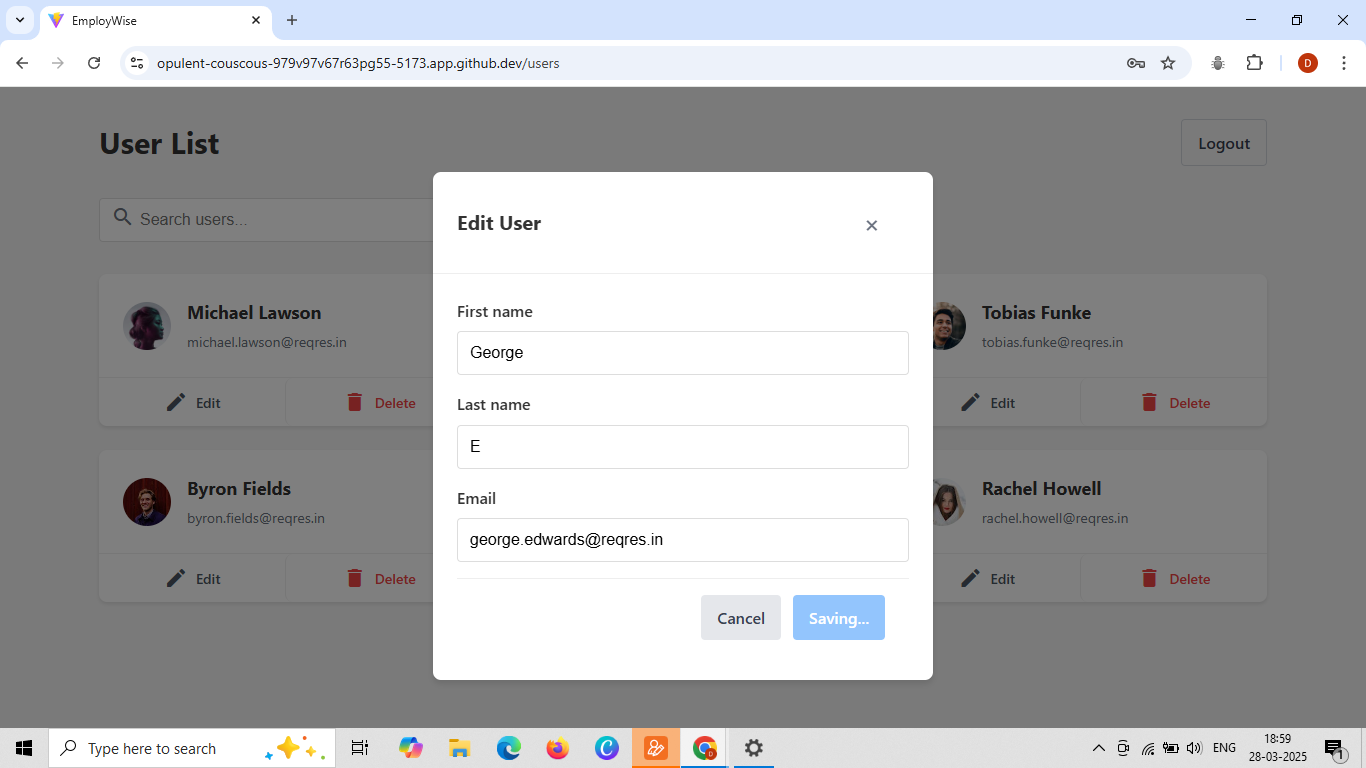 EmployWise
opulent-couscous-979v97v67r63pg55-5173.app.github.dev/users
D
User List
Logout
Search users...
Edit User
First name
George
Last name
E
Email
george.edwards@reqres.in
Cancel
Saving...
Michael Lawson
michael.lawson@reqres.in
Edit
Delete
Tobias Funke
tobias.funke@reqres.in
Edit
Delete
Byron Fields
byron.fields@reqres.in
Edit
Delete
Rachel Howell
rachel.howell@reqres.in
Edit
Delete
Type here to search
D
ENG
18:59
28-03-2025
1